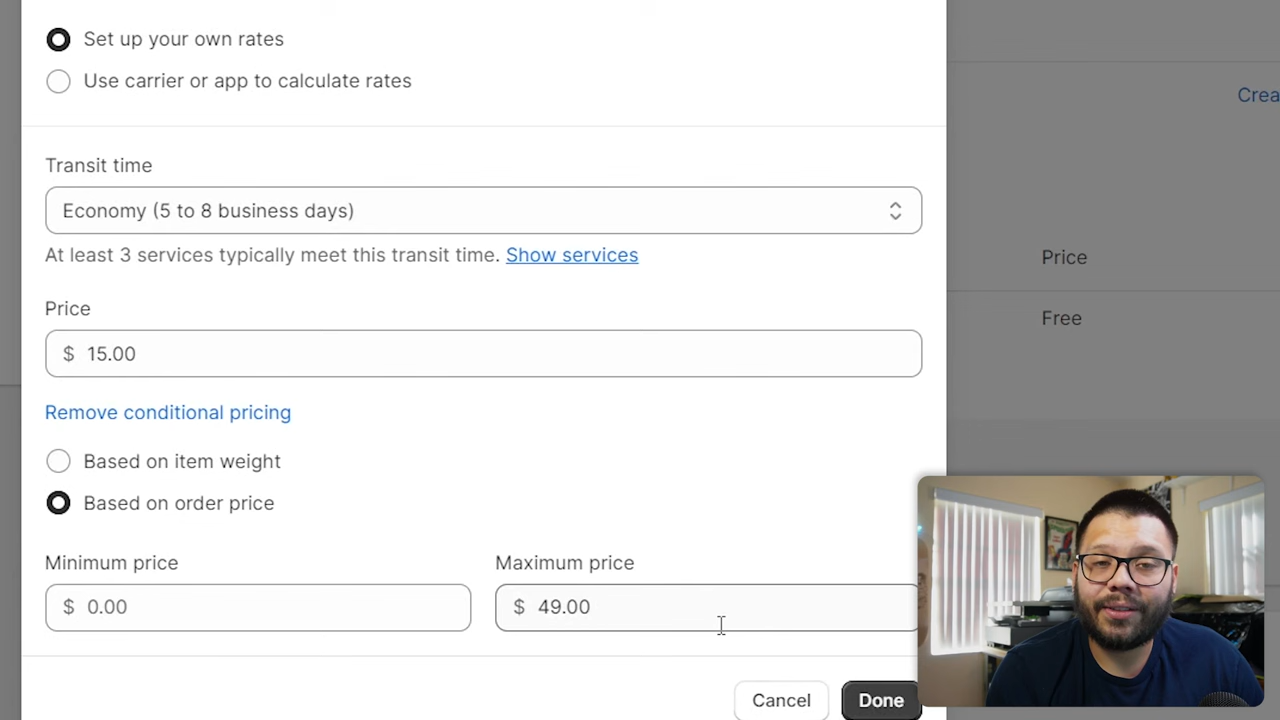 Set up your own rates
Use carrier or app to calculate rates
Crea
Transit time
Economy (5 to 8 business days)
At least 3 services typically meet this transit time. Show services
Price
Price
Free
$ 15.00
Remove conditional pricing
Based on item weight
Based on order price
Minimum price
Maximum price
$ 0.00
$ 49.00
Cancel
Done